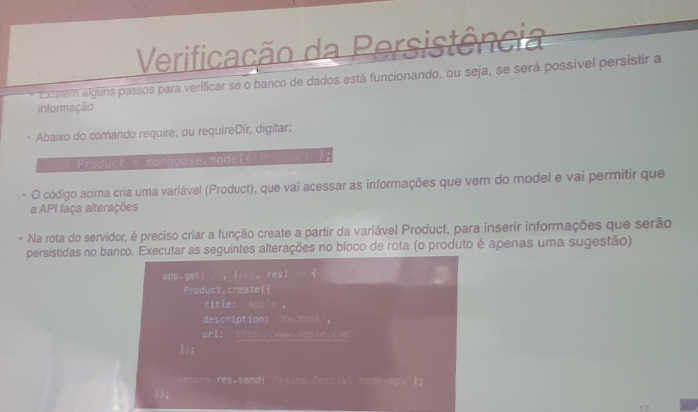 Verificação da Persistência
• Existem alguns passos para verificar se o banco de dados está funcionando, ou seja, se será possível persistir a
informação
• Abaixo do comando require, ou requireDir, digitar:
Product = mongoose.model('Product');
• O código acima cria uma variável (Product), que vai acessar as informações que vem do model e vai permitir que
a API faça alterações
• Na rota do servidor, é preciso criar a função create a partir da variável Product, para inserir informações que serão
persistidas no banco. Executar as seguintes alterações no bloco de rota (o produto é apenas uma sugestão)
app.get( , (req, res) => {
Product.create({
title: 'Apple',
description: 'MacBook',
url: 'http://www.apple.com'
});
return res.send("Página Inicial node-api");
});
17